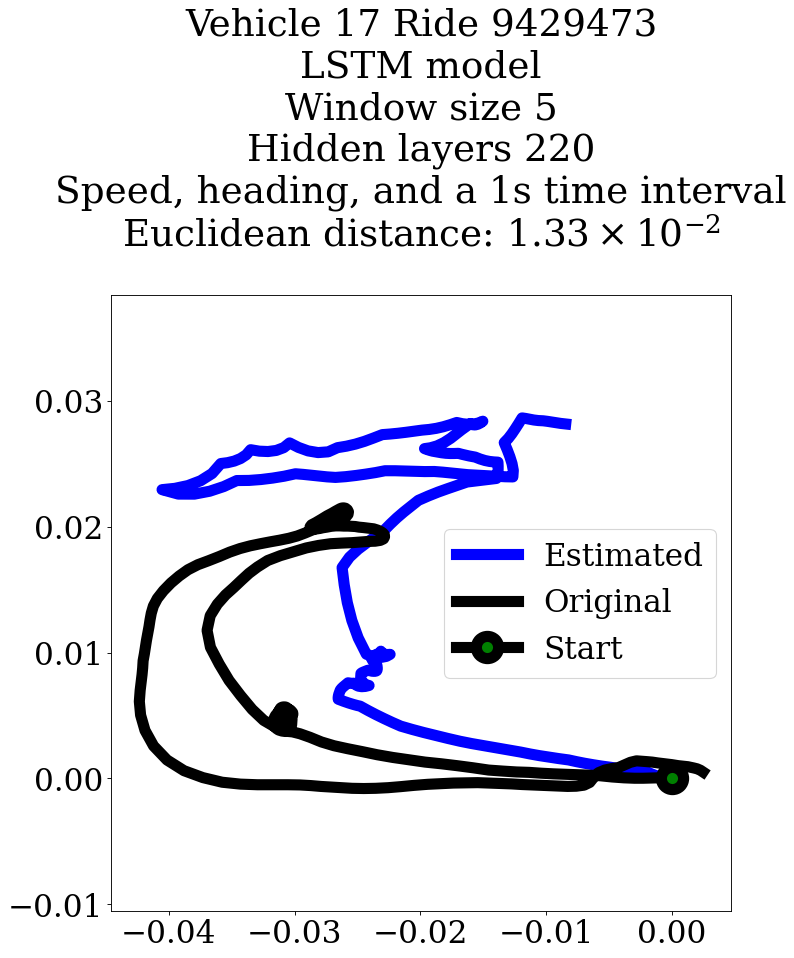 Vehicle 17 Ride 9429473
LSTM model
Window size 5
Hidden layers 220
Speed, heading, and a 1s time interval
Euclidean distance: 1.33 × 10⁻²
0.03
0.02
0.01
0.00
−0.01
Estimated
Original
Start
−0.04 −0.03 −0.02 −0.01 0.00